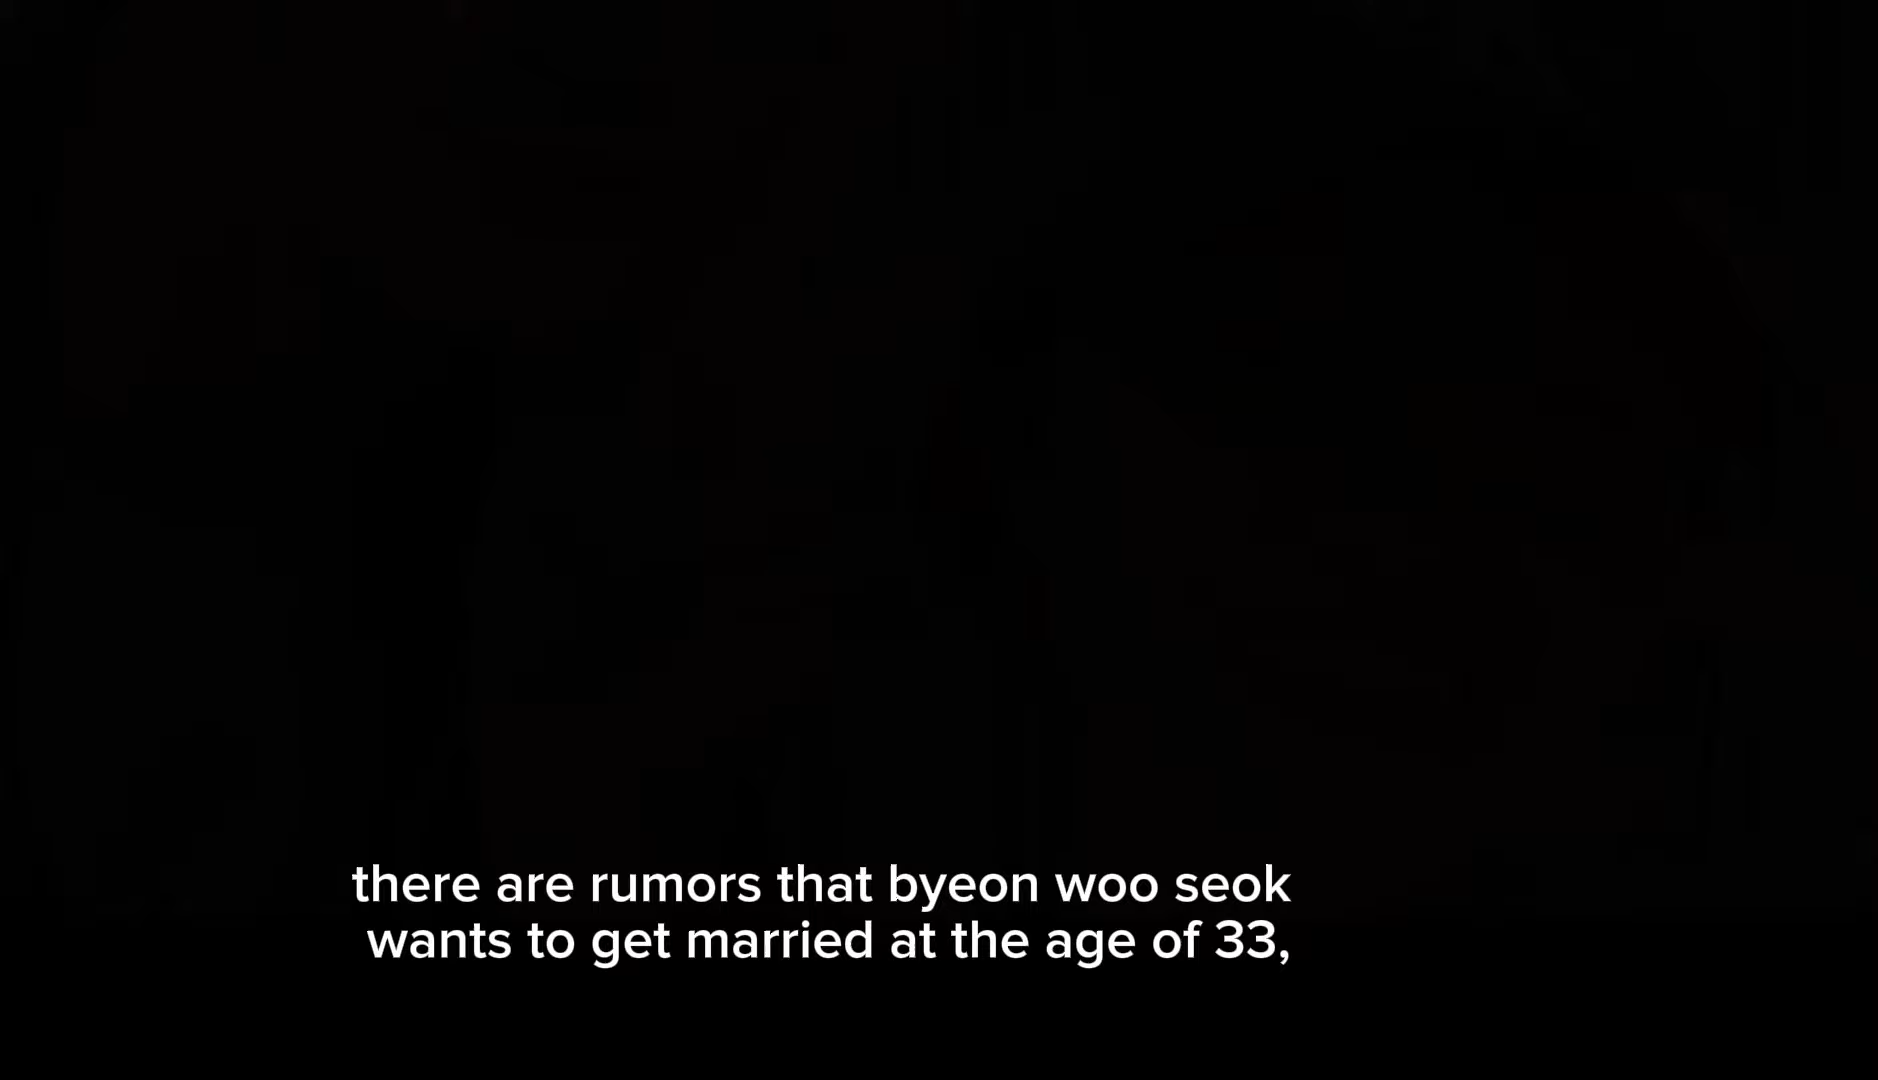 there are rumors that byeon woo seok
wants to get married at the age of 33,